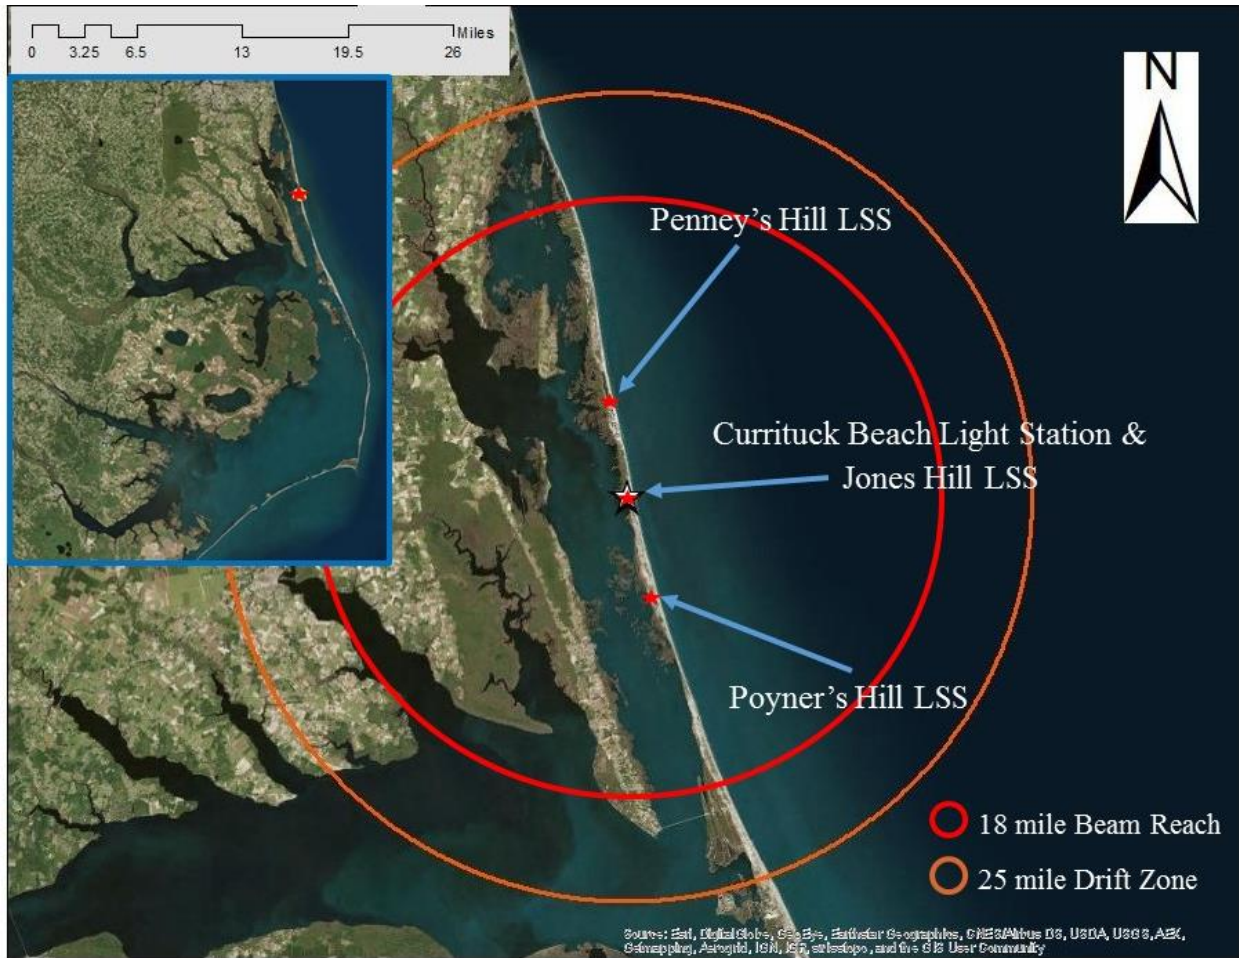 Miles
0 3.25 6.5 13 19.5 26
N
Penney's Hill LSS
Currituck Beach Light Station &
Jones Hill LSS
Poyner's Hill LSS
18 mile Beam Reach
25 mile Drift Zone
Source: Esri, DigitalGlobe, GeoEye, Earthstar Geographics, CNES/Airbus DS, USDA, USGS, AEX,
Getmapping, Aerogrid, IGN, IGP, swisstopo, and the GIS User Community